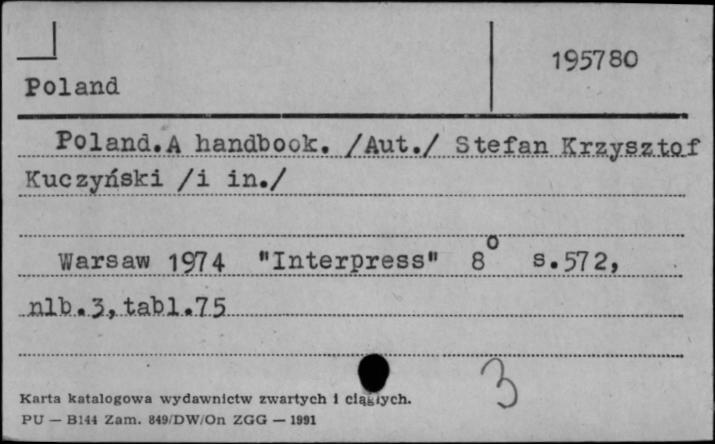 195780
Poland
Poland.A handbook. /Aut./ Stefan Krzysztof
Kuczyński /i in./
Warsaw 1974 "Interpress" 8° s.572,
nlb.3,tabl.75
3
Karta katalogowa wydawnictw zwartych i ciągłych.
PU — B144 Zam. 849/DW/On ZGG — 1991